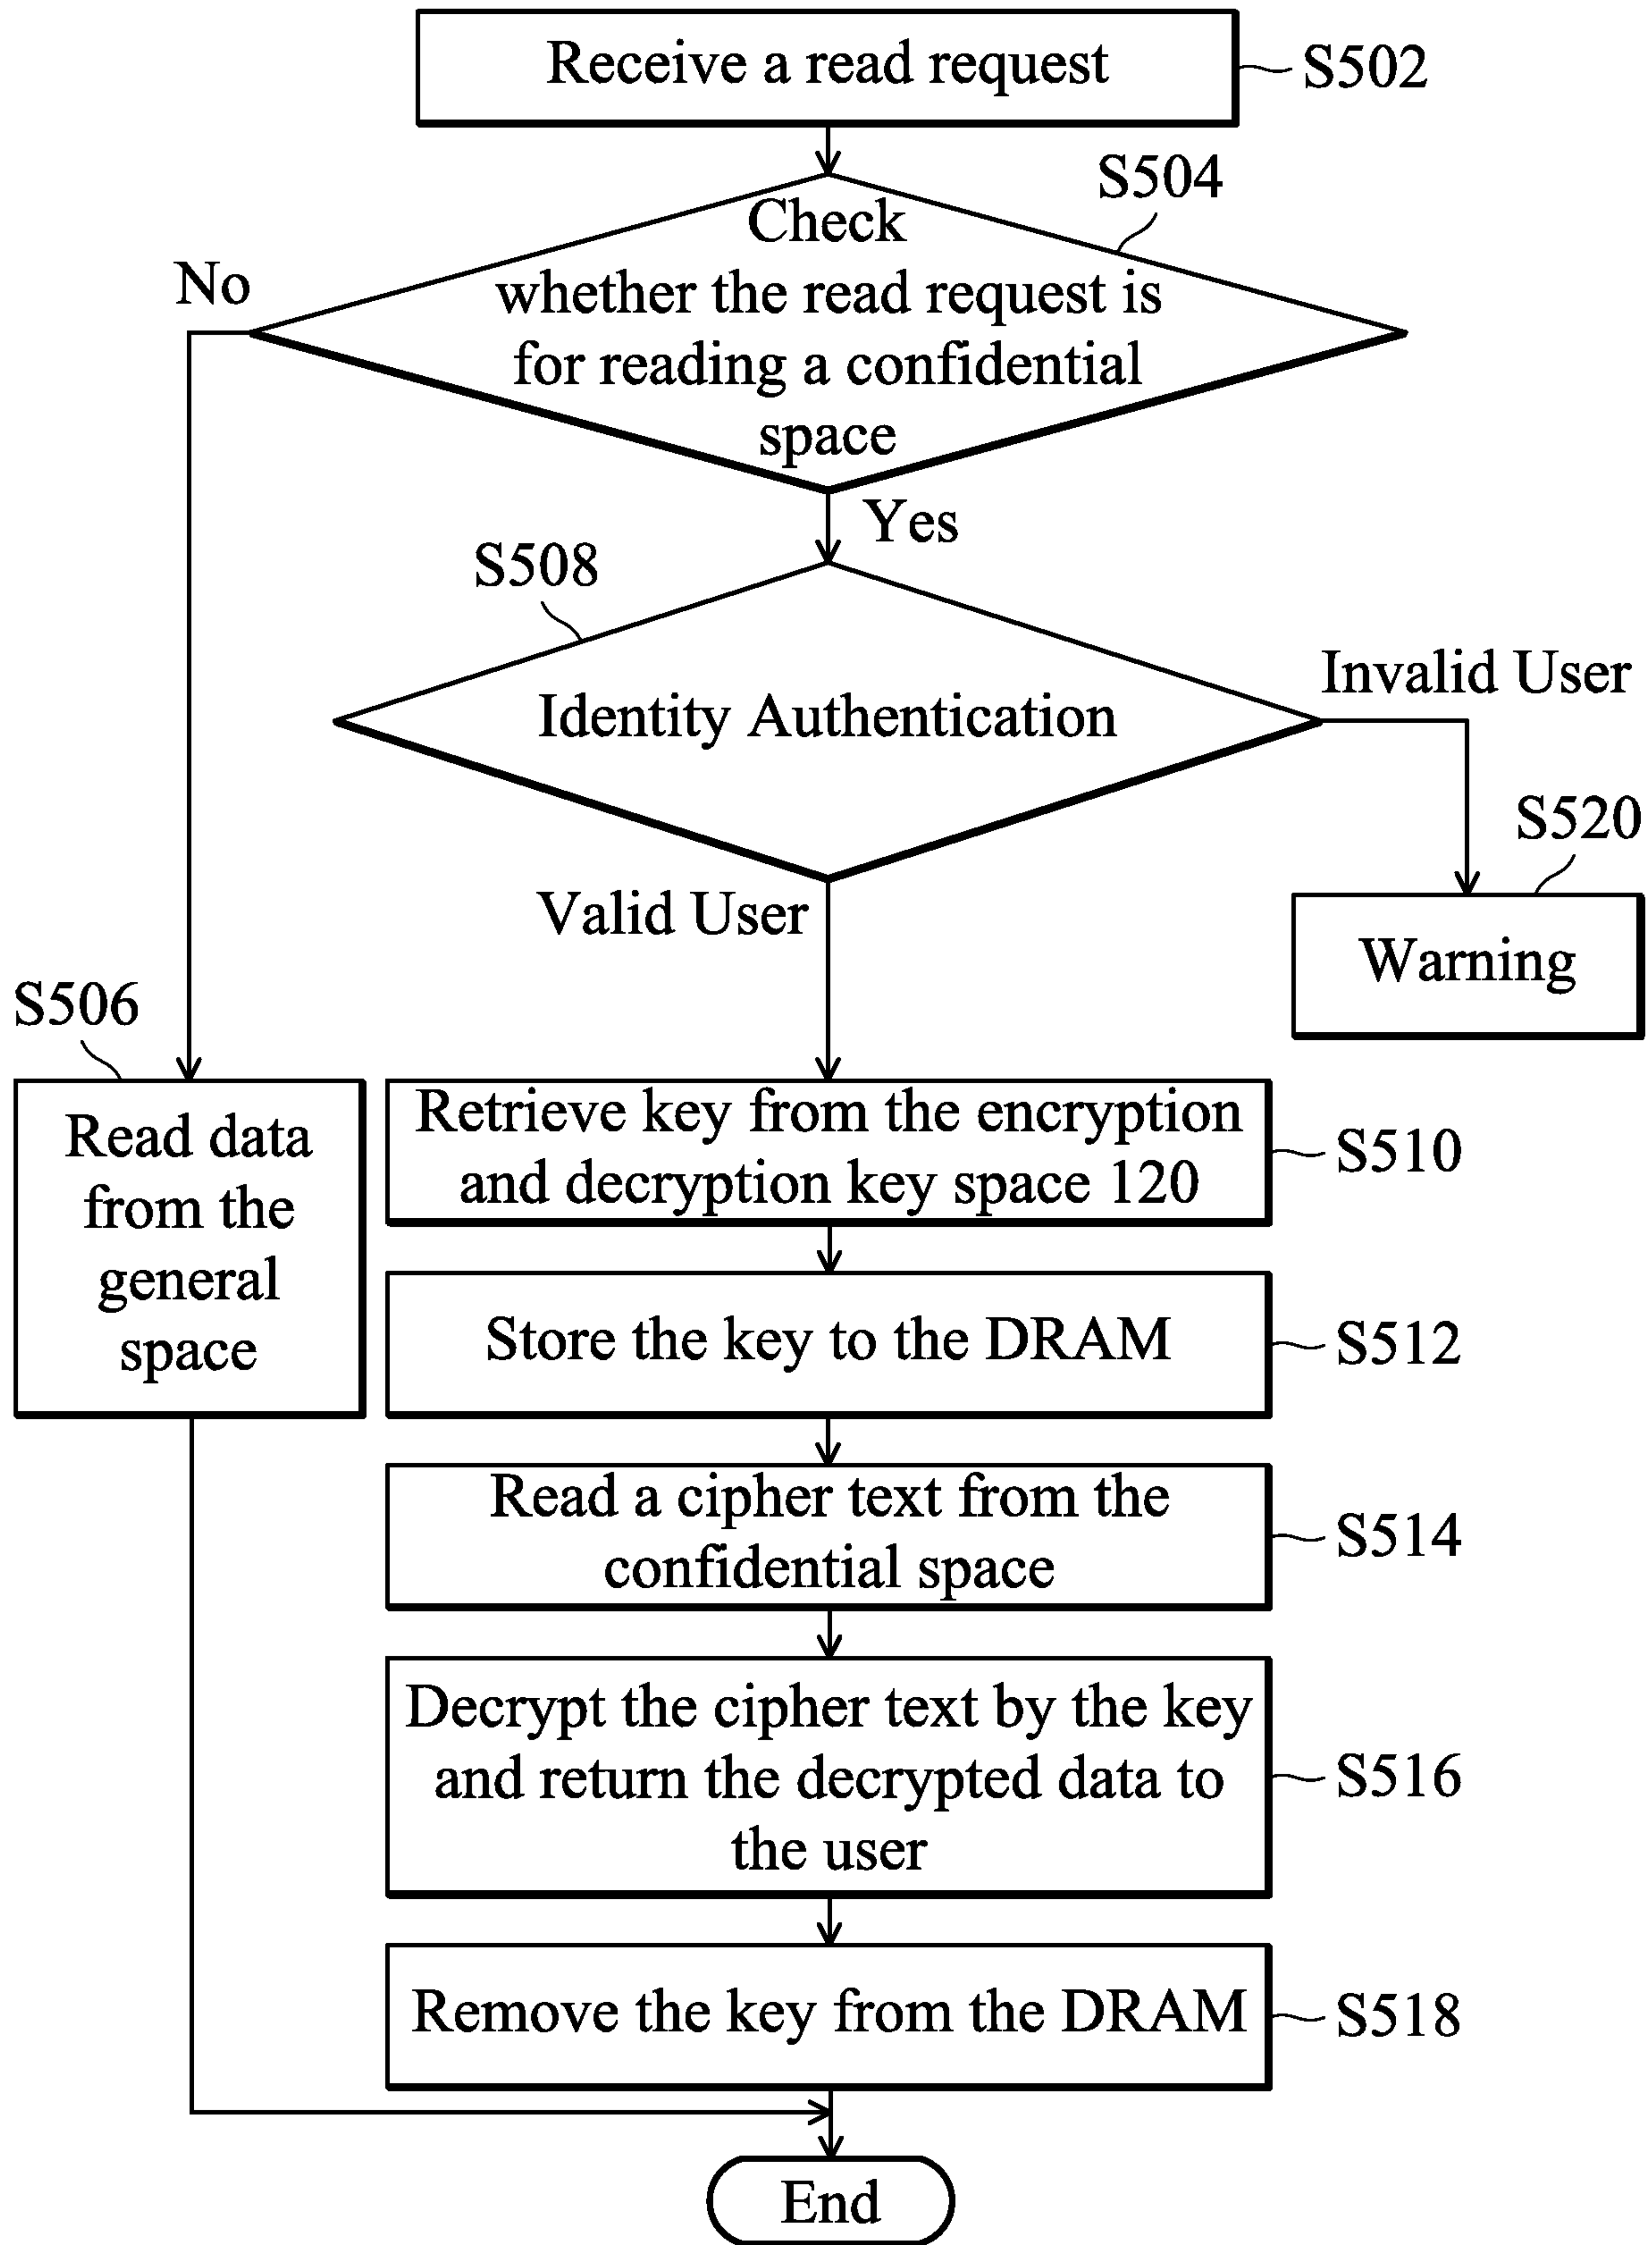 Receive a read request
S502
S504
Check
whether the read request is
for reading a confidential
space
No
Yes
S508
Identity Authentication
Invalid User
S520
Warning
Valid User
S506
Read data
from the
general
space
Retrieve key from the encryption
and decryption key space 120
S510
Store the key to the DRAM
S512
Read a cipher text from the
confidential space
S514
Decrypt the cipher text by the key
and return the decrypted data to
the user
S516
Remove the key from the DRAM
S518
End